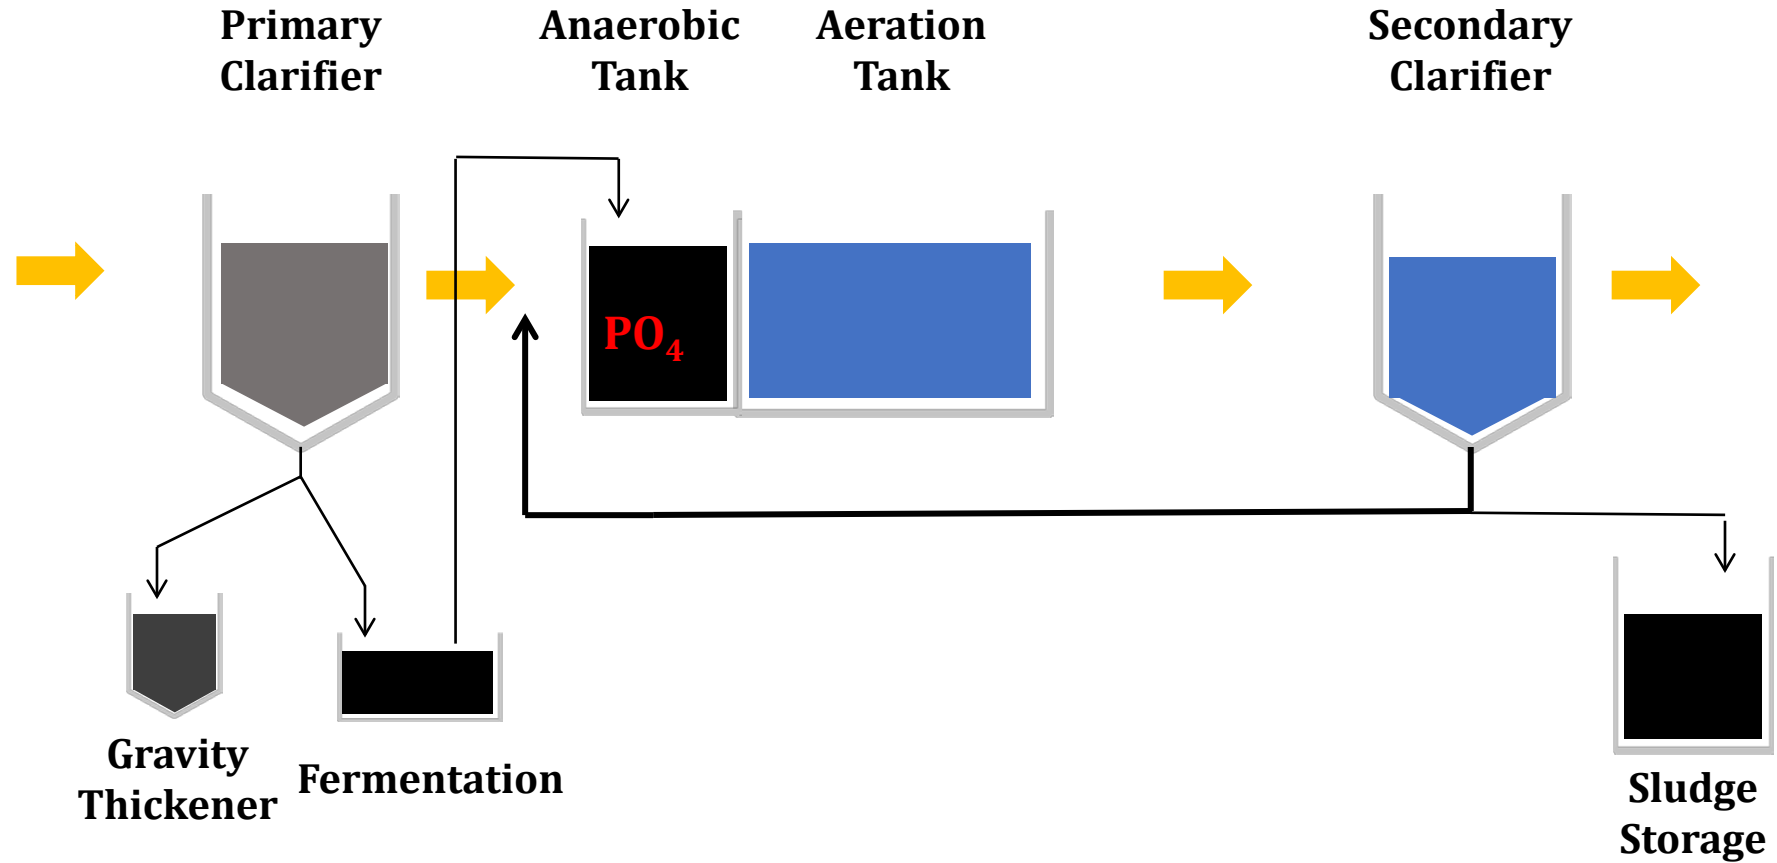 Primary
Clarifier
Anaerobic
Tank
Aeration
Tank
Secondary
Clarifier
PO₄
Gravity
Thickener
Fermentation
Sludge
Storage